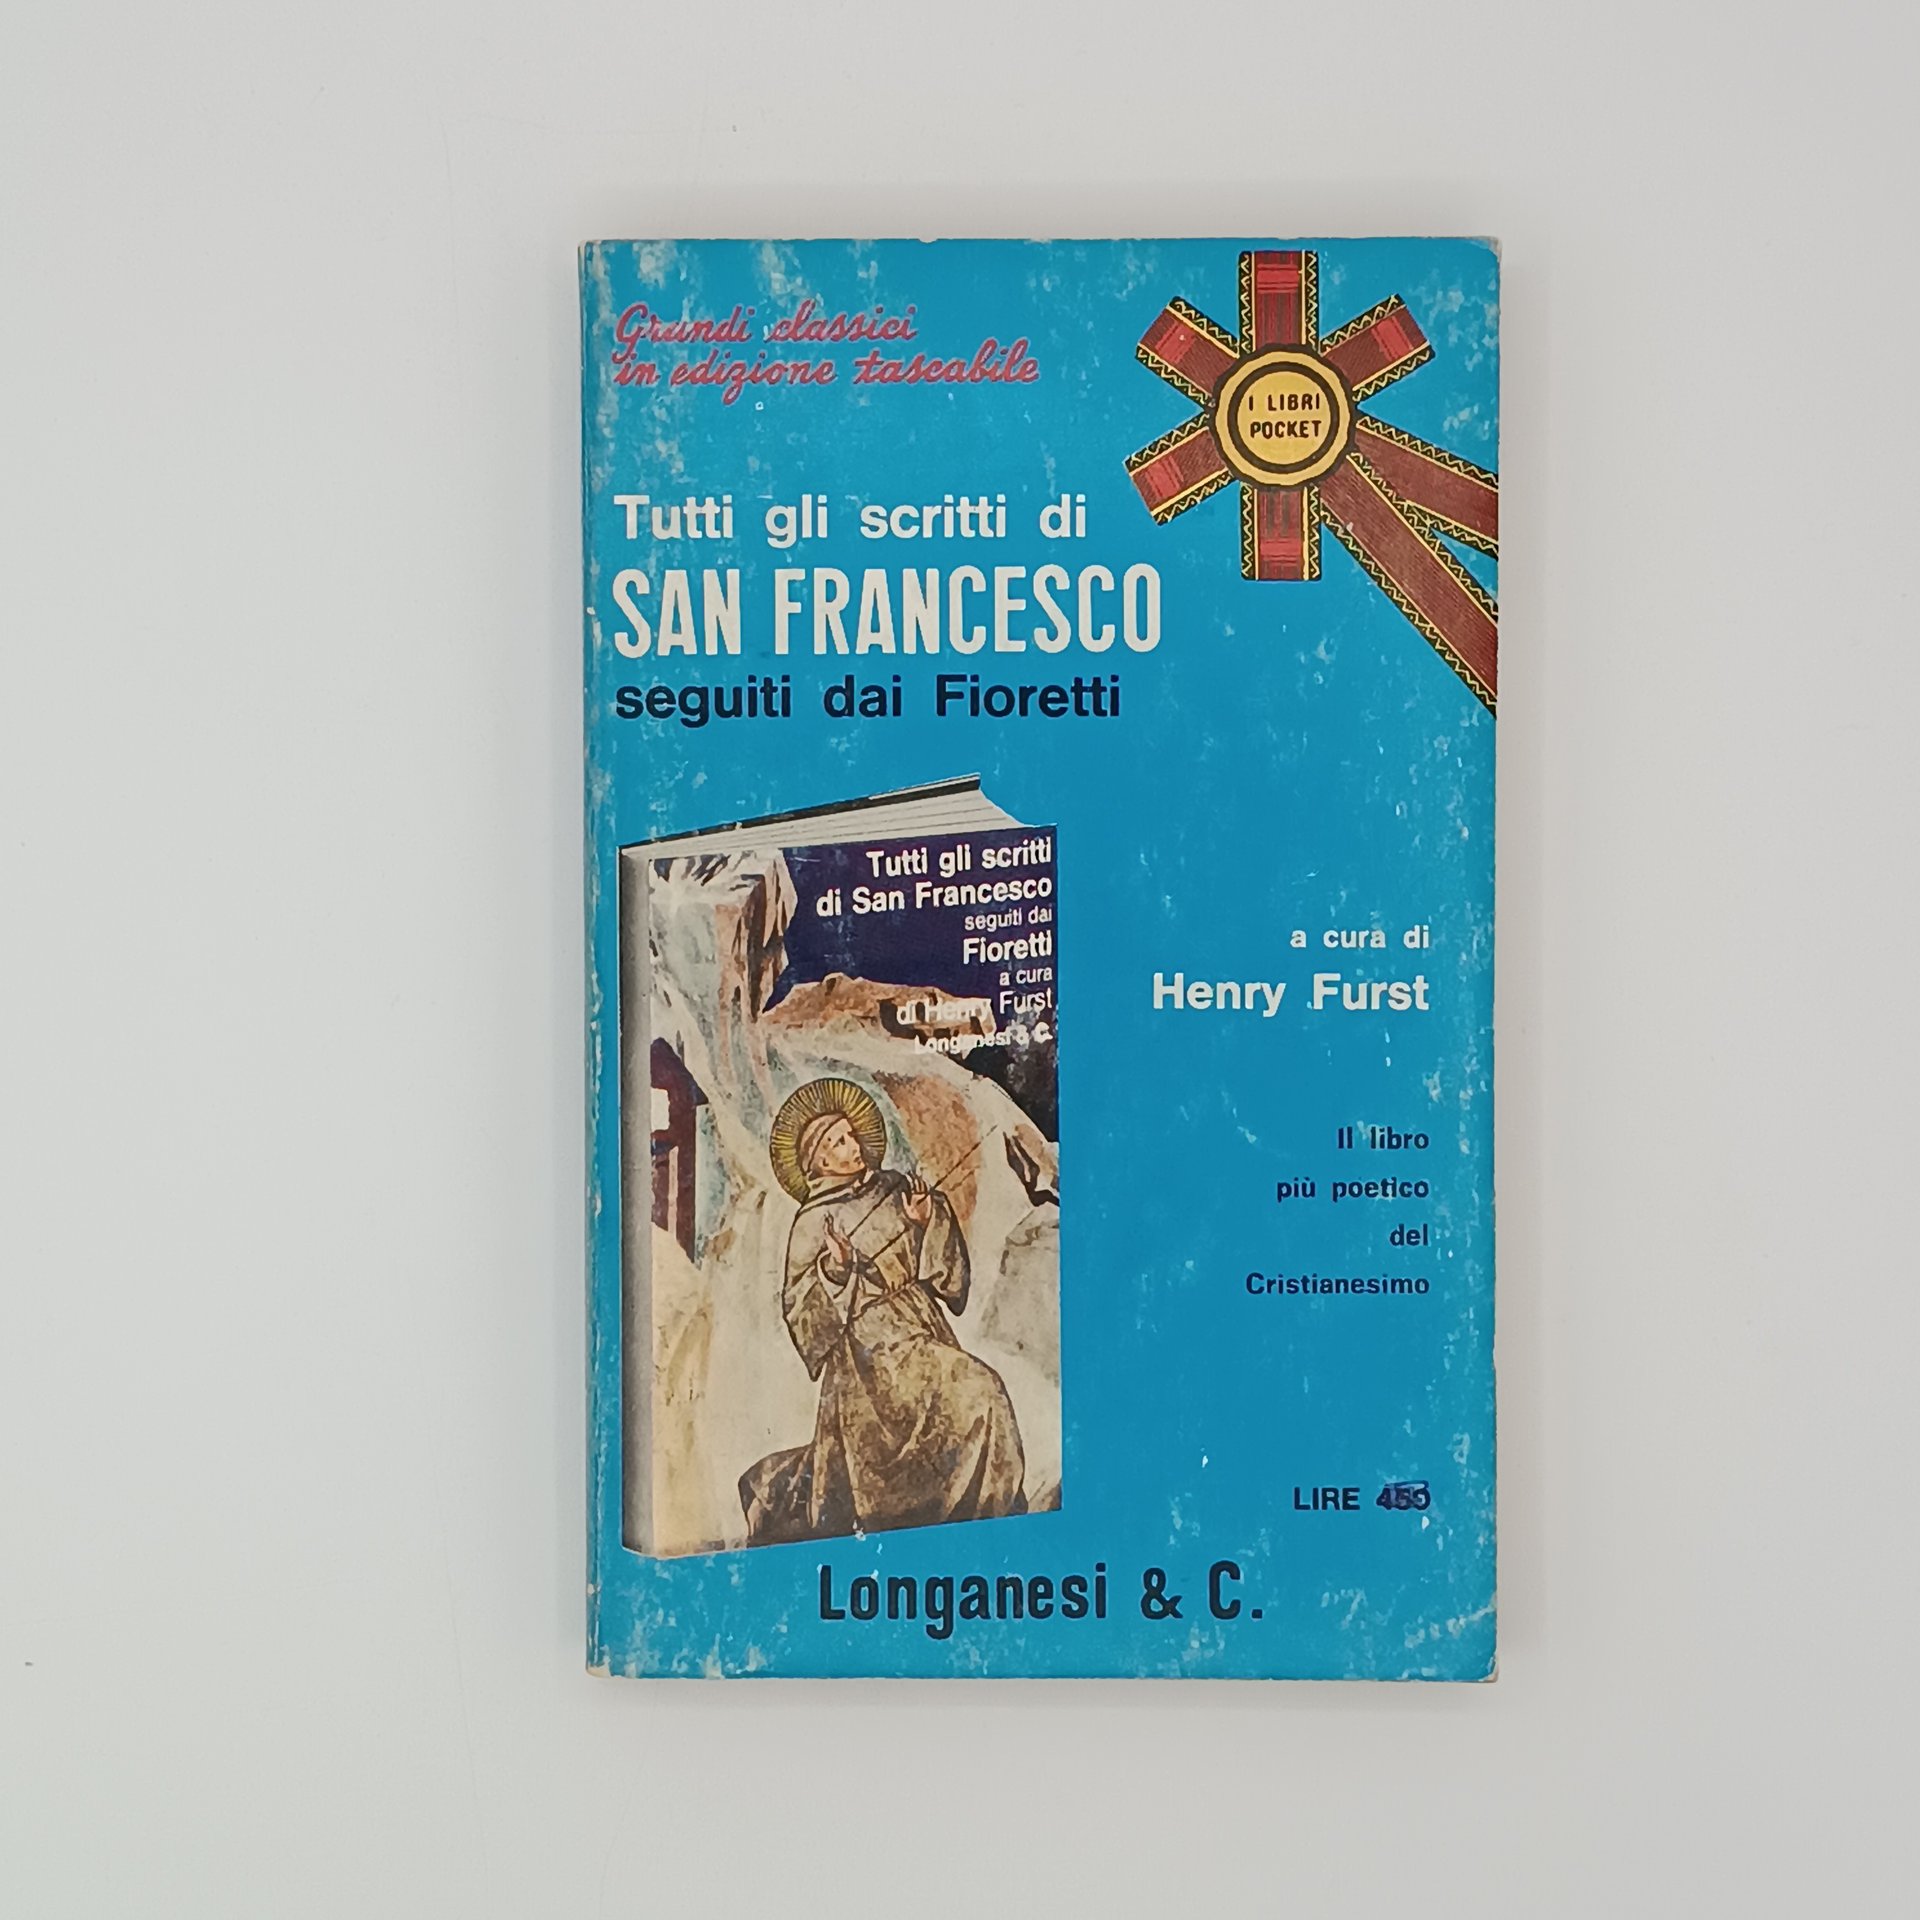 Grandi classici
in edizione tascabile
I LIBRI
POCKET
Tutti gli scritti di
SAN FRANCESCO
seguiti dai Fioretti
Tutti gli scritti
di San Francesco
seguiti dai
Fioretti
a cura
di Henry Furst
Longanesi & C.
a cura di
Henry Furst
Il libro
più poetico
del
Cristianesimo
LIRE
Longanesi & C.